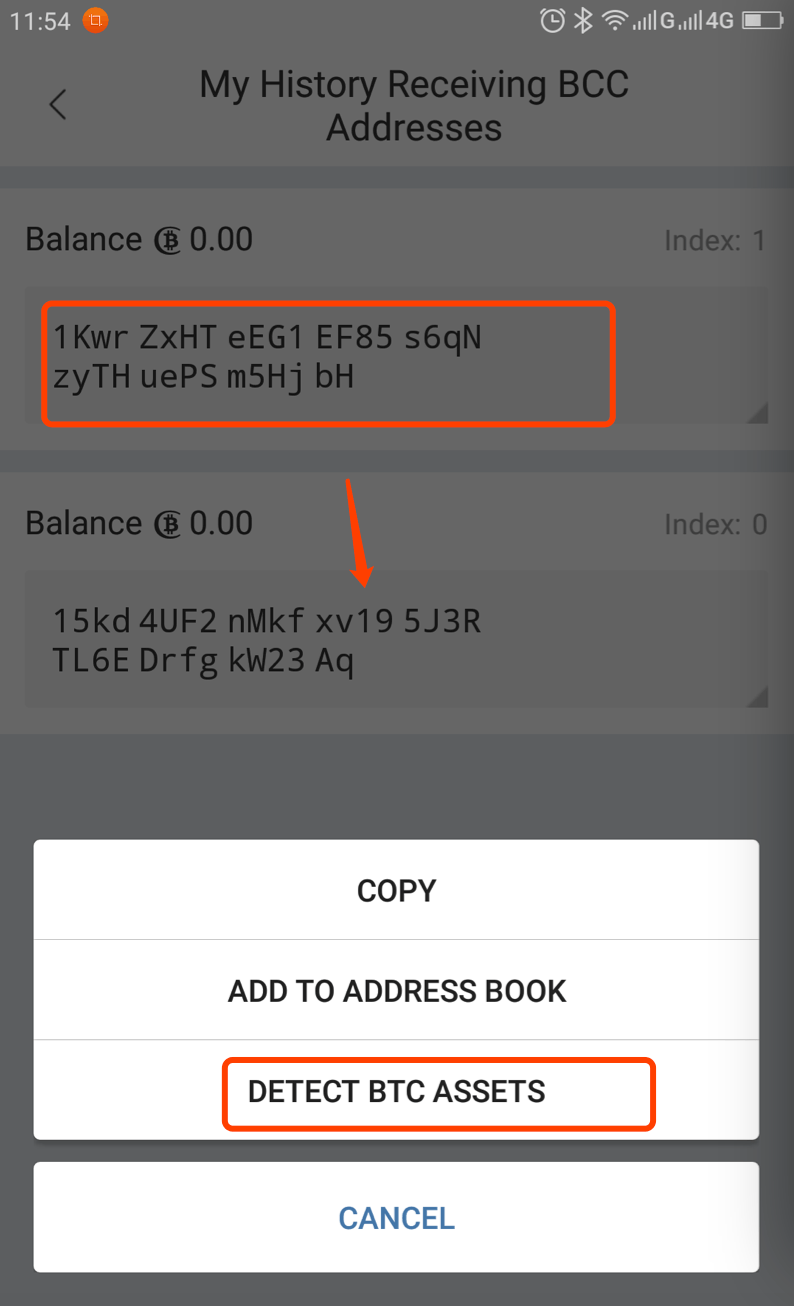 11:54 G 4G
My History Receiving BCC
Addresses
Balance 0.00 Index: 1
1Kwr ZxHT eEG1 EF85 s6qN
zyTH uePS m5Hj bH
Balance 0.00 Index: 0
15kd 4UF2 nMkf xv19 5J3R
TL6E Drfg kW23 Aq
COPY
ADD TO ADDRESS BOOK
DETECT BTC ASSETS
CANCEL